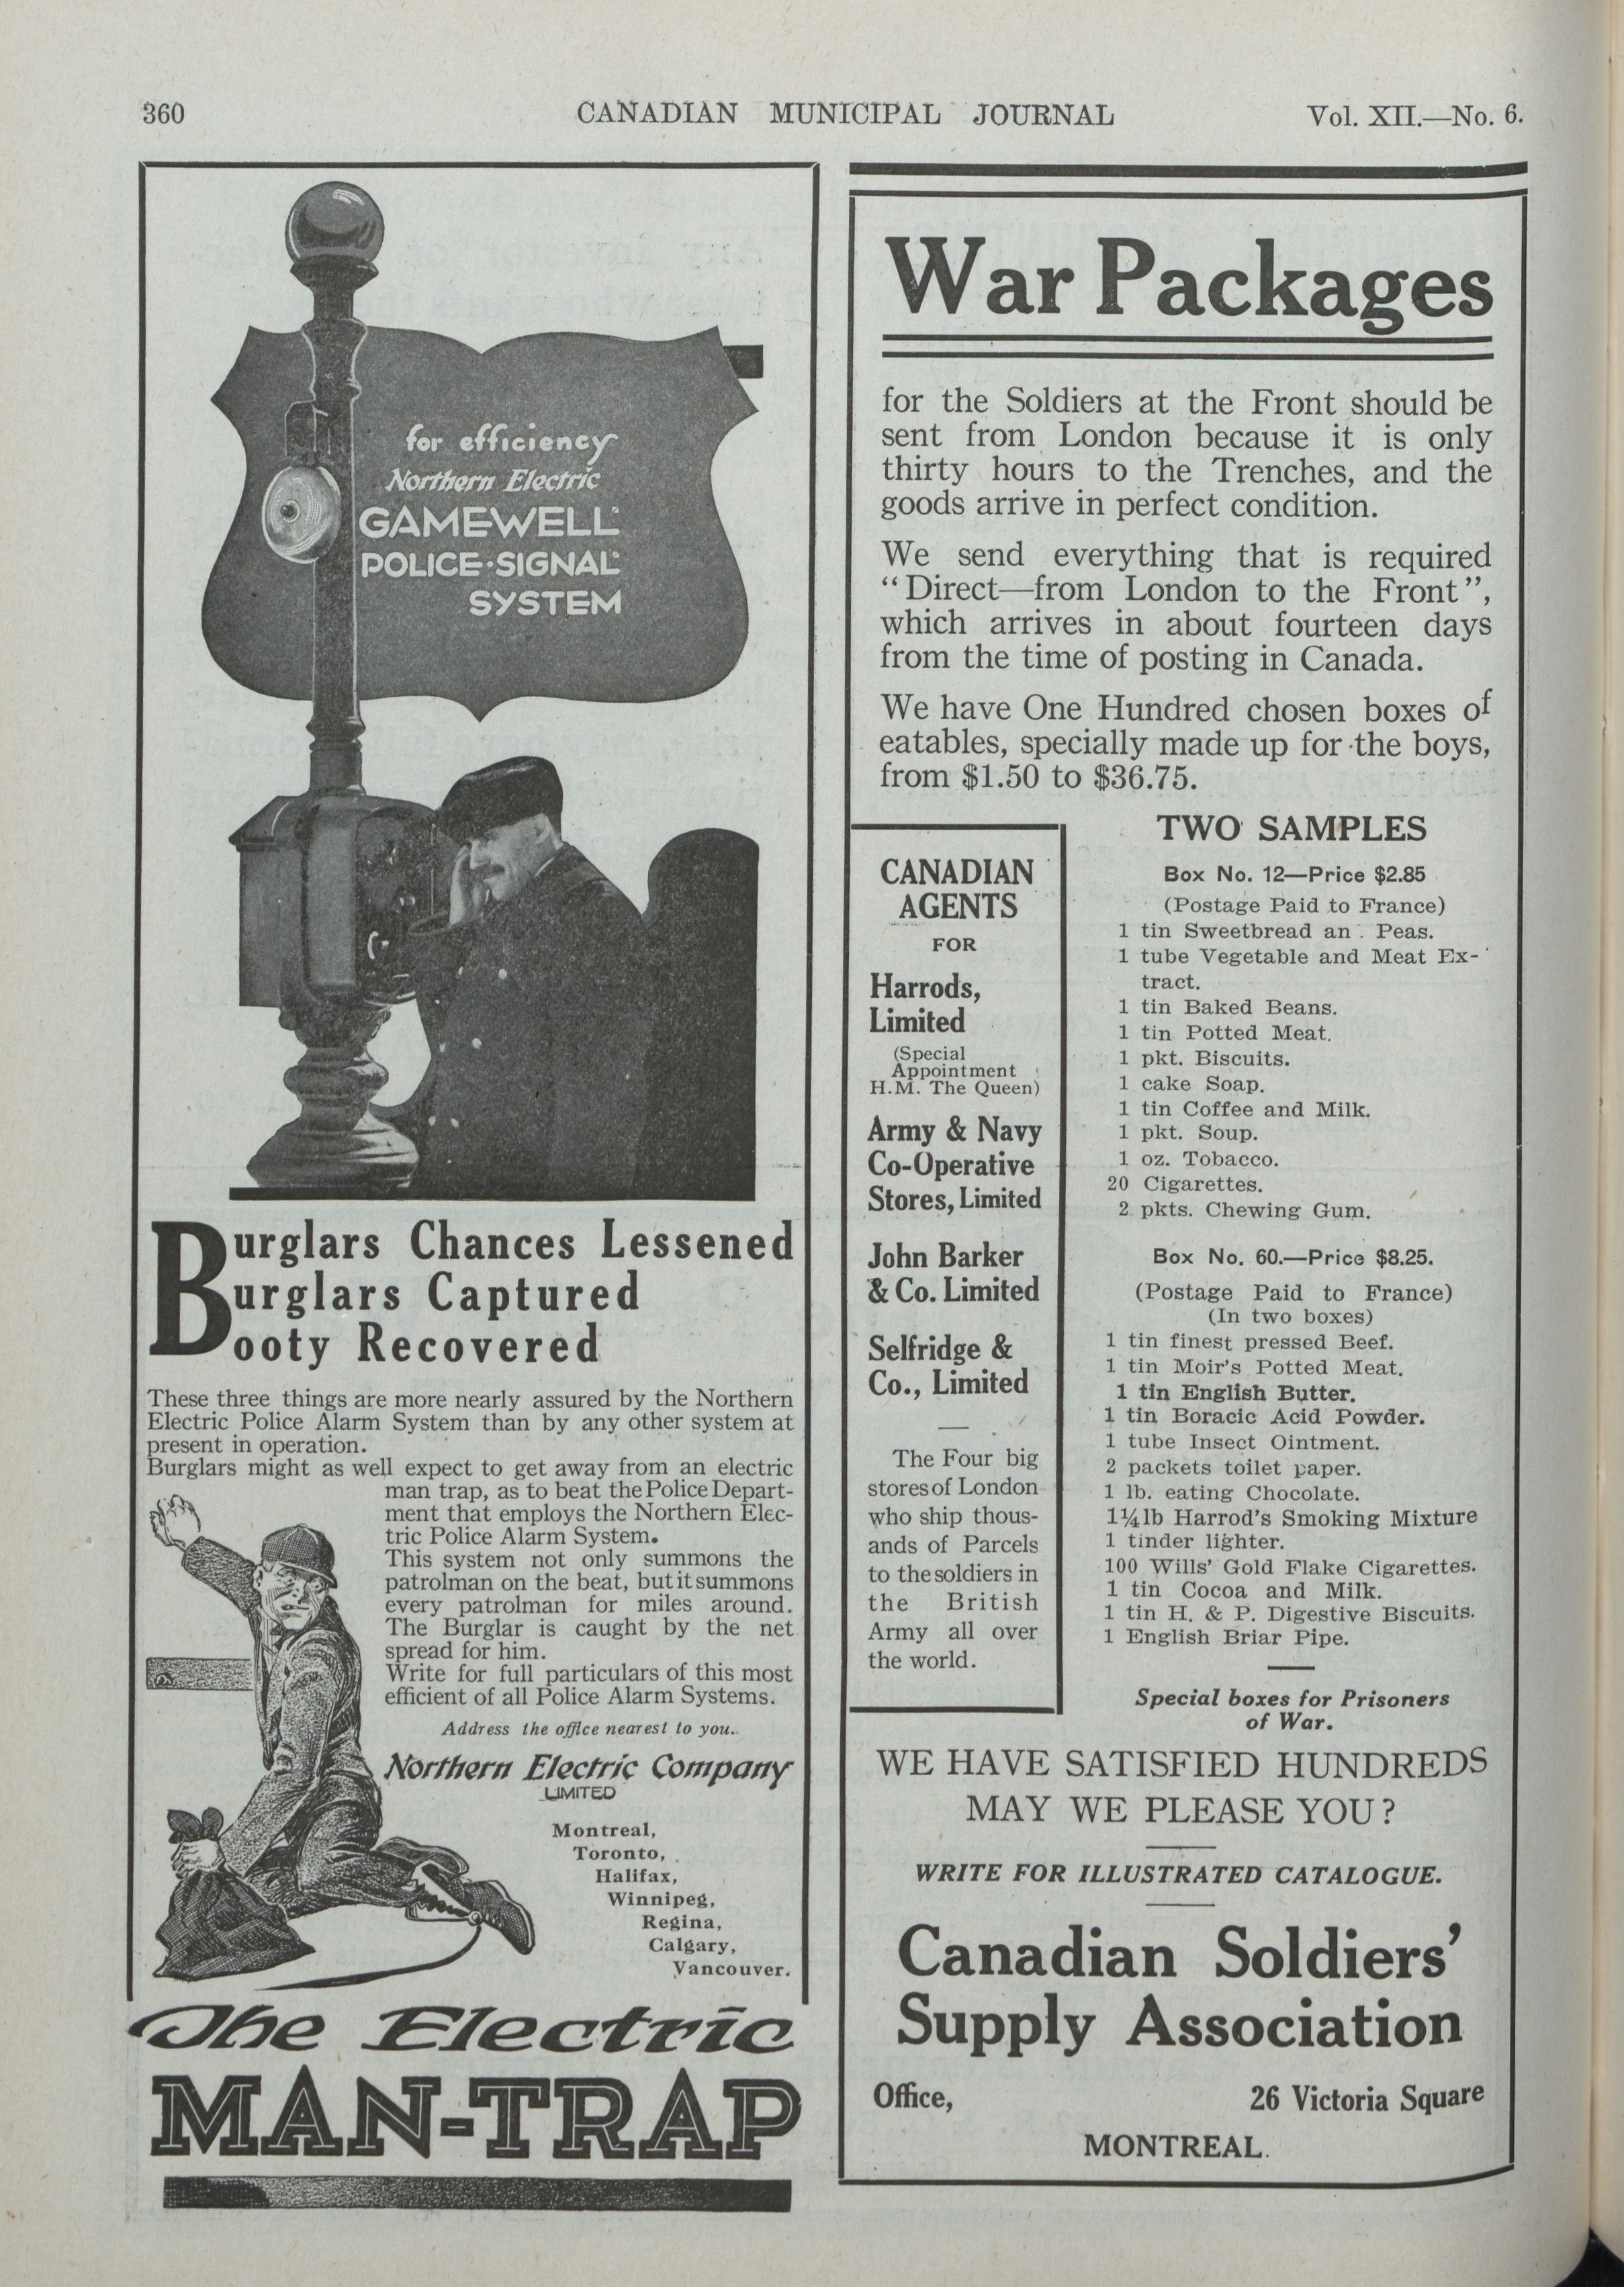 360
CANADIAN MUNICIPAL JOURNAL
Vol. XII.—No. 6.
for efficiency
Northern Electric
GAMEWELL
POLICE·SIGNAL
SYSTEM
Burglars Chances Lessened
Burglars Captured
Booty Recovered
These three things are more nearly assured by the Northern
Electric Police Alarm System than by any other system at
present in operation.
Burglars might as well expect to get away from an electric
man trap, as to beat the Police Depart-
ment that employs the Northern Elec-
tric Police Alarm System.
This system not only summons the
patrolman on the beat, but it summons
every patrolman for miles around.
The Burglar is caught by the net
spread for him.
Write for full particulars of this most
efficient of all Police Alarm Systems.
Address the office nearest to you.
Northern Electric Company
LIMITED
Montreal,
Toronto,
Halifax,
Winnipeg,
Regina,
Calgary,
Vancouver.
The Electric
MAN-TRAP
War Packages
for the Soldiers at the Front should be
sent from London because it is only
thirty hours to the Trenches, and the
goods arrive in perfect condition.
We send everything that is required
"Direct—from London to the Front",
which arrives in about fourteen days
from the time of posting in Canada.
We have One Hundred chosen boxes of
eatables, specially made up for the boys,
from $1.50 to $36.75.
CANADIAN
AGENTS
FOR
Harrods,
Limited
(Special
Appointment
H.M. The Queen)
Army & Navy
Co-Operative
Stores, Limited
John Barker
& Co. Limited
Selfridge &
Co., Limited
The Four big
stores of London
who ship thous-
ands of Parcels
to the soldiers in
the British
Army all over
the world.
TWO SAMPLES
Box No. 12—Price $2.85
(Postage Paid to France)
1 tin Sweetbread an Peas.
1 tube Vegetable and Meat Ex-
tract.
1 tin Baked Beans.
1 tin Potted Meat.
1 pkt. Biscuits.
1 cake Soap.
1 tin Coffee and Milk.
1 pkt. Soup.
1 oz. Tobacco.
20 Cigarettes.
2 pkts. Chewing Gum.
Box No. 60.—Price $8.25.
(Postage Paid to France)
(In two boxes)
1 tin finest pressed Beef.
1 tin Moir's Potted Meat.
1 tin English Butter.
1 tin Boracic Acid Powder.
1 tube Insect Ointment.
2 packets toilet paper.
1 lb. eating Chocolate.
1¼lb Harrod's Smoking Mixture
1 tinder lighter.
100 Wills' Gold Flake Cigarettes.
1 tin Cocoa and Milk.
1 tin H. & P. Digestive Biscuits.
1 English Briar Pipe.
Special boxes for Prisoners
of War.
WE HAVE SATISFIED HUNDREDS
MAY WE PLEASE YOU?
WRITE FOR ILLUSTRATED CATALOGUE.
Canadian Soldiers'
Supply Association
Office, 26 Victoria Square
MONTREAL.